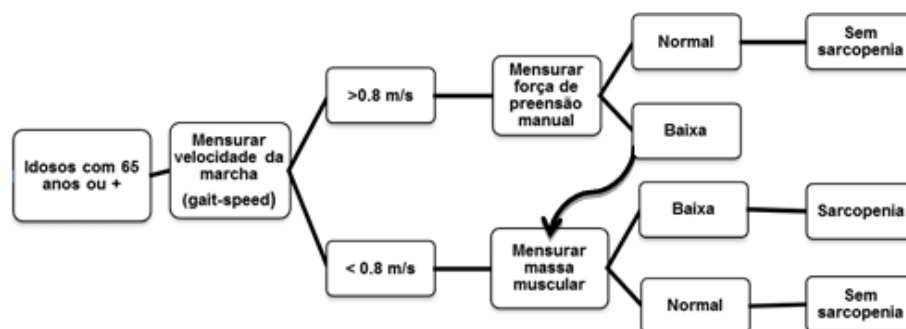 Idosos com 65
anos ou +
Mensurar
velocidade da
marcha
(gait-speed)
>0.8 m/s
Mensurar
força de
preensão
manual
Normal
Sem
sarcopenia
Baixa
< 0.8 m/s
Mensurar
massa
muscular
Baixa
Sarcopenia
Normal
Sem
sarcopenia